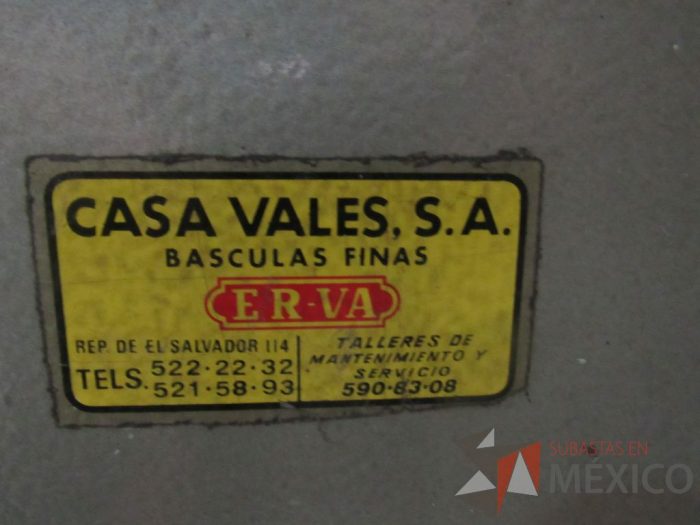 CASA VALES, S.A.
BASCULAS FINAS
ER-VA
REP. DE EL SALVADOR 114
TELS. 522·22·32
521·58·93
TALLERES DE
MANTENIMIENTO Y
SERVICIO
590·83·08
SUBASTAS EN
MÉXICO